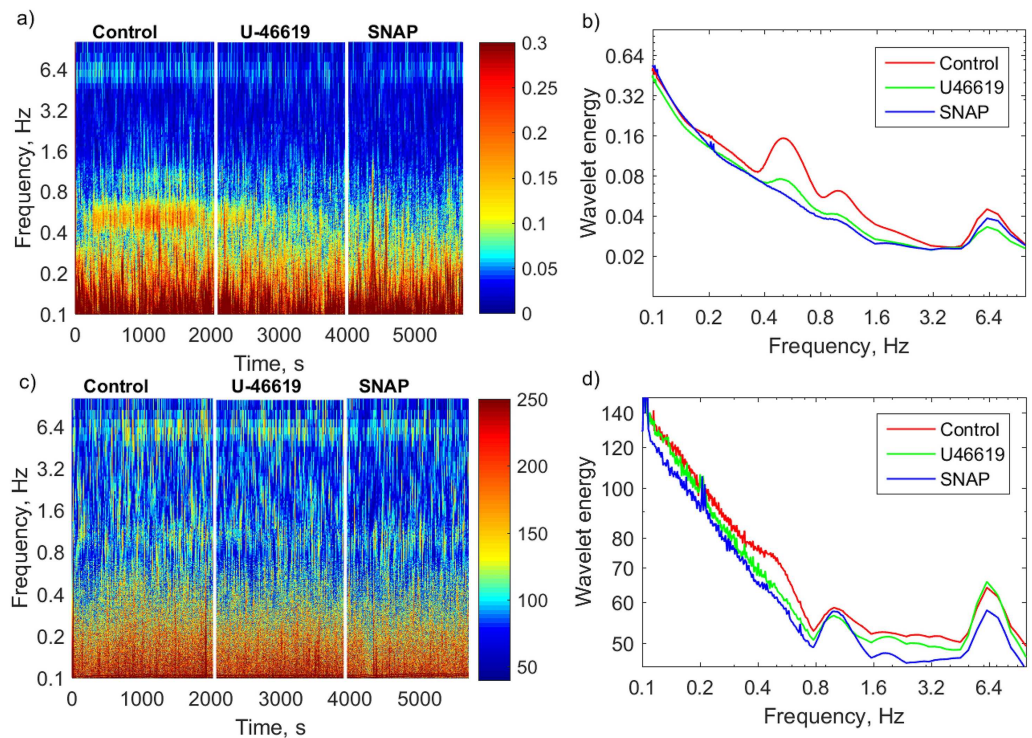 a)
Control U-46619 SNAP
Frequency, Hz
6.4
3.2
1.6
0.8
0.4
0.2
0.1
0 1000 2000 3000 4000 5000
Time, s
0.3
0.25
0.2
0.15
0.1
0.05
0
b)
Wavelet energy
0.64
0.32
0.16
0.08
0.04
0.02
0.1 0.2 0.4 0.8 1.6 3.2 6.4
Frequency, Hz
Control
U46619
SNAP
c)
Control U-46619 SNAP
Frequency, Hz
6.4
3.2
1.6
0.8
0.4
0.2
0.1
0 1000 2000 3000 4000 5000
Time, s
250
200
150
100
50
d)
Wavelet energy
140
120
100
80
70
60
50
0.1 0.2 0.4 0.8 1.6 3.2 6.4
Frequency, Hz
Control
U46619
SNAP